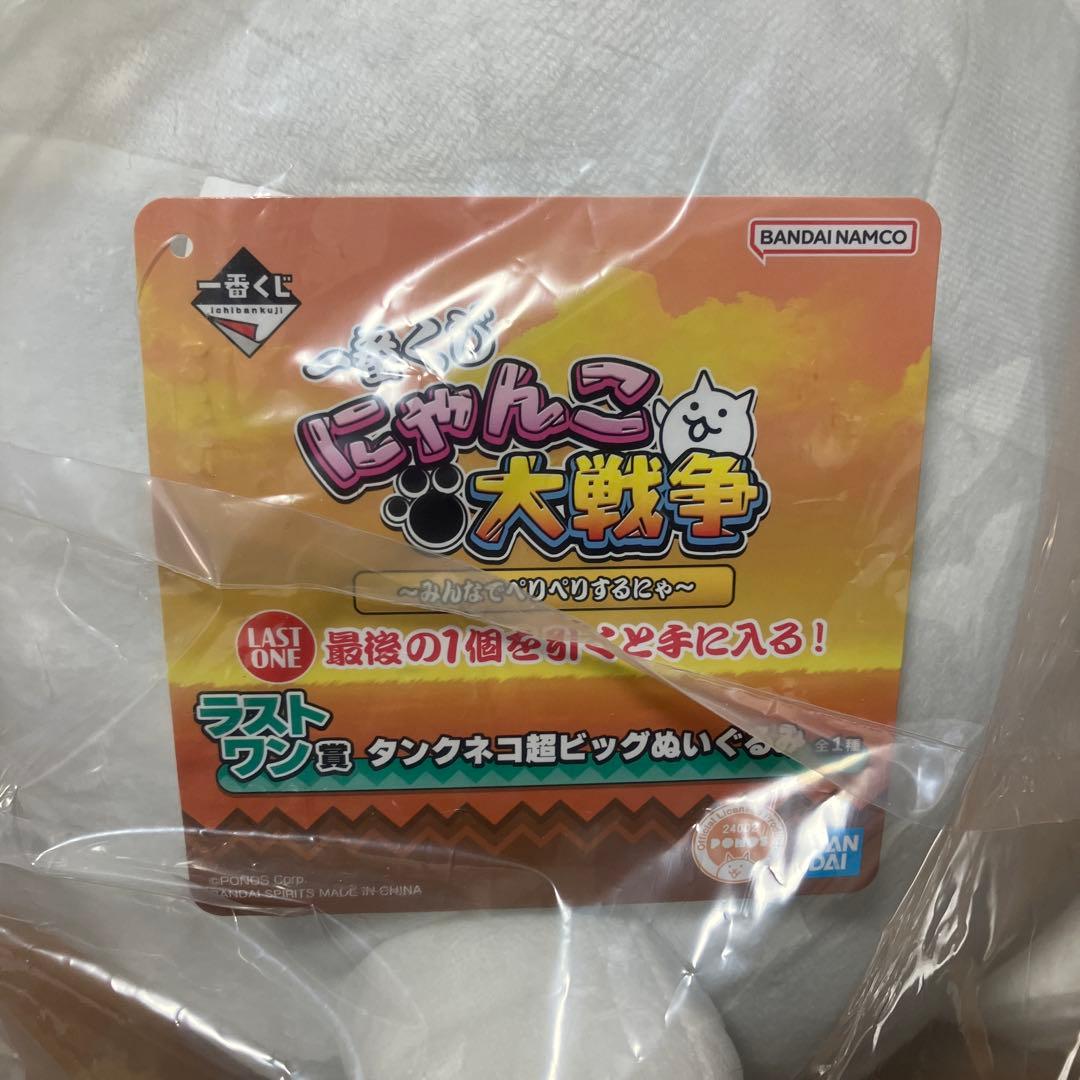 一番くじ
ichibankuji
BANDAI NAMCO
一番くじ
にゃんこ
大戦争
～みんなでぺりぺりするにゃ～
LAST
ONE
最後の1個を引くと手に入る!
ラスト
ワン賞
タンクネコ超ビッグぬいぐるみ 全1種
24002
PONOS
BANDAI
©PONOS Corp.
BANDAI SPIRITS MADE IN CHINA